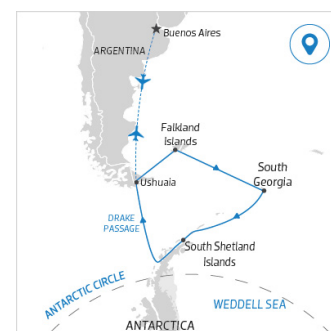 Buenos Aires
ARGENTINA
Falkland
Islands
South
Georgia
Ushuaia
DRAKE
PASSAGE
South Shetland
Islands
ANTARCTIC CIRCLE
WEDDELL SEA
ANTARCTICA